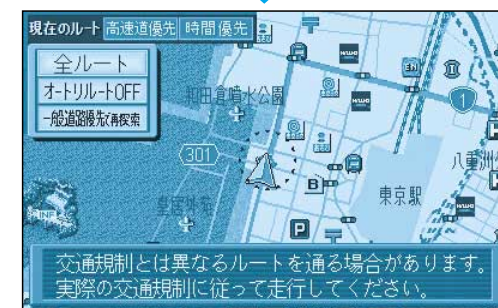 現在のルート 高速道優先 時間優先
全ルート
オートリルートOFF
一般道路優先で再探索
和田倉噴水公園
EN
1
301
八重洲
B
東京駅
皇居外苑
P
INF
交通規制とは異なるルートを通る場合があります。
実際の交通規制に従って走行してください。